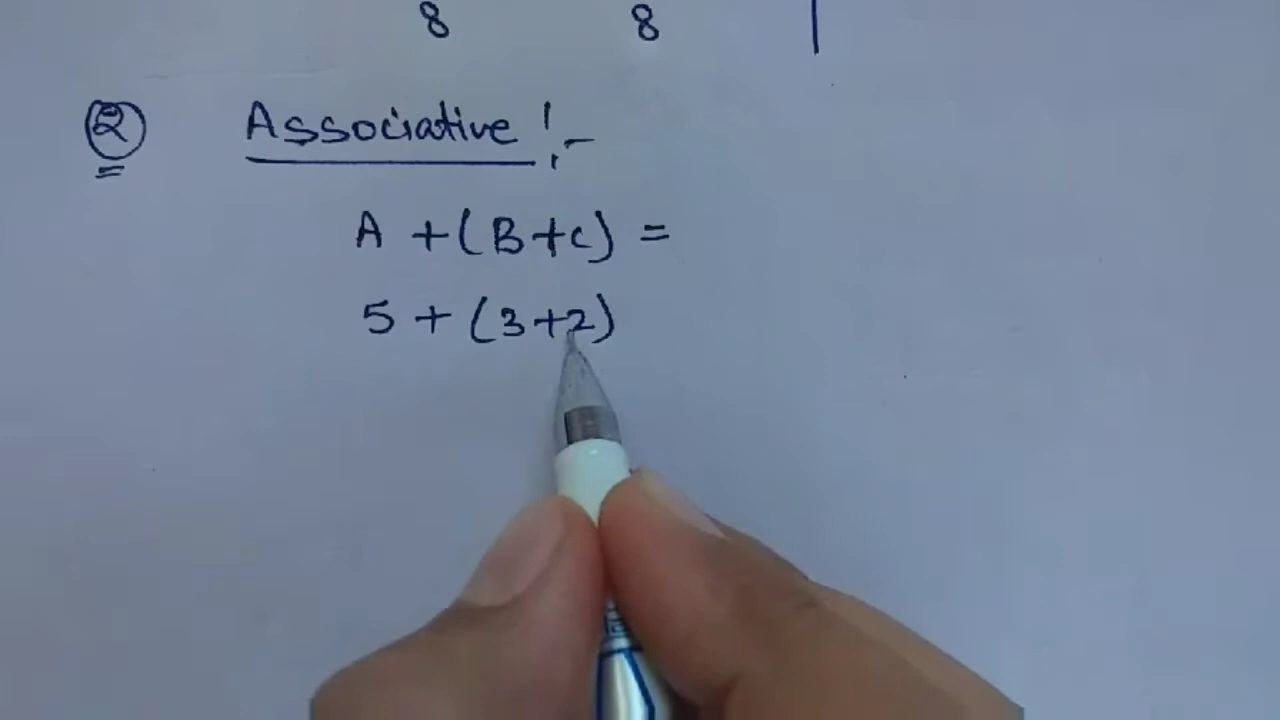 8 8
② Associative :-
A + (B+C) =
5 + (3+2)